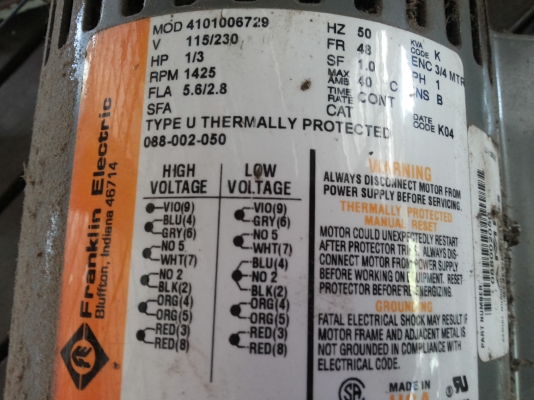 MOD 4101006729
V 115/230
HP 1/3
RPM 1425
FLA 5.6/2.8
SFA
TYPE U THERMALLY PROTECTED
088-002-050
HZ 50
FR 48
SF 1.0
MAX AMB 40 C
TIME RATE CONT
CAT
KVA CODE K
ENC 3/4 MTR
PH 1
INS B
DATE CODE K04
Franklin Electric
Bluffton, Indiana 46714
HIGH VOLTAGE
VIO(9)
BLU(4)
GRY(6)
NO 5
WHT(7)
NO 2
BLK(2)
ORG(4)
ORG(5)
RED(3)
RED(8)
LOW VOLTAGE
VIO(9)
GRY(6)
NO 5
WHT(7)
BLU(4)
NO 2
BLK(2)
ORG(4)
ORG(5)
RED(3)
RED(8)
WARNING
ALWAYS DISCONNECT MOTOR FROM
POWER SUPPLY BEFORE SERVICING.
THERMALLY PROTECTED
MANUAL RESET
MOTOR COULD UNEXPECTEDLY RESTART
AFTER PROTECTOR TRIPS. ALWAYS DIS-
CONNECT MOTOR FROM POWER SUPPLY
BEFORE WORKING ON EQUIPMENT. RESET
PROTECTOR BEFORE REENERGIZING.
GROUNDING
FATAL ELECTRICAL SHOCK MAY RESULT IF
MOTOR FRAME AND ADJACENT METAL IS
NOT GROUNDED IN COMPLIANCE WITH
ELECTRICAL CODE.
MADE IN